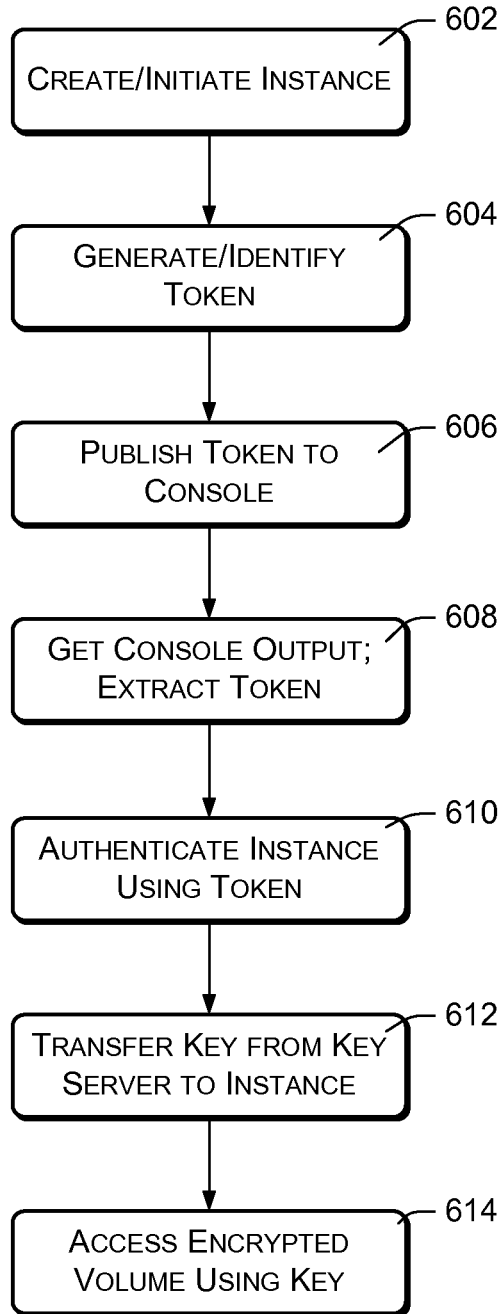 602
CREATE/INITIATE INSTANCE
604
GENERATE/IDENTIFY
TOKEN
606
PUBLISH TOKEN TO
CONSOLE
608
GET CONSOLE OUTPUT;
EXTRACT TOKEN
610
AUTHENTICATE INSTANCE
USING TOKEN
612
TRANSFER KEY FROM KEY
SERVER TO INSTANCE
614
ACCESS ENCRYPTED
VOLUME USING KEY